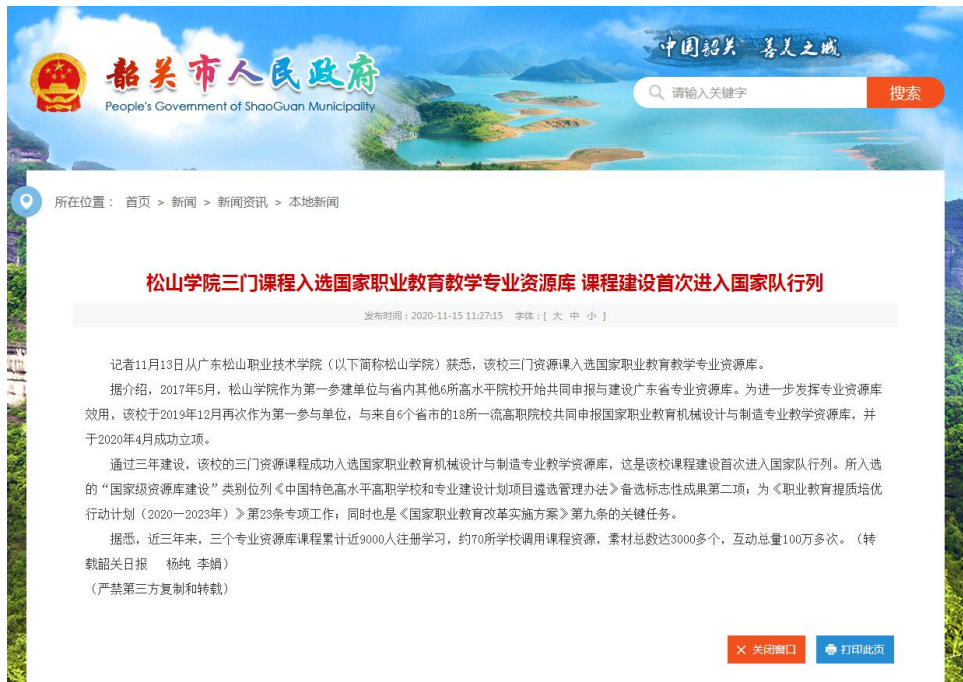 中国韶关 善美之城
韶关市人民政府
People's Government of ShaoGuan Municipality
请输入关键字
搜索
所在位置： 首页 > 新闻 > 新闻资讯 > 本地新闻
松山学院三门课程入选国家职业教育教学专业资源库 课程建设首次进入国家队行列
发布时间：2020-11-15 11:27:15 字体：[ 大 中 小 ]
记者11月13日从广东松山职业技术学院（以下简称松山学院）获悉，该校三门资源课入选国家职业教育教学专业资源库。
据介绍，2017年5月，松山学院作为第一参建单位与省内其他6所高水平院校开始共同申报与建设广东省专业资源库。为进一步发挥专业资源库
效用，该校于2019年12月再次作为第一参与单位，与来自6个省市的18所一流高职院校共同申报国家职业教育机械设计与制造专业教学资源库，并
于2020年4月成功立项。
通过三年建设，该校的三门资源课程成功入选国家职业教育机械设计与制造专业教学资源库，这是该校课程建设首次进入国家队行列。所入选
的“国家级资源库建设”类别位列《中国特色高水平高职学校和专业建设计划项目遴选管理办法》备选标志性成果第二项；为《职业教育提质培优
行动计划（2020—2023年）》第23条专项工作；同时也是《国家职业教育改革实施方案》第九条的关键任务。
据悉，近三年来，三个专业资源库课程累计近9000人注册学习，约70所学校调用课程资源，素材总数达3000多个，互动总量100万多次。（转
载韶关日报 杨纯 李娟）
（严禁第三方复制和转载）
关闭窗口
打印此页